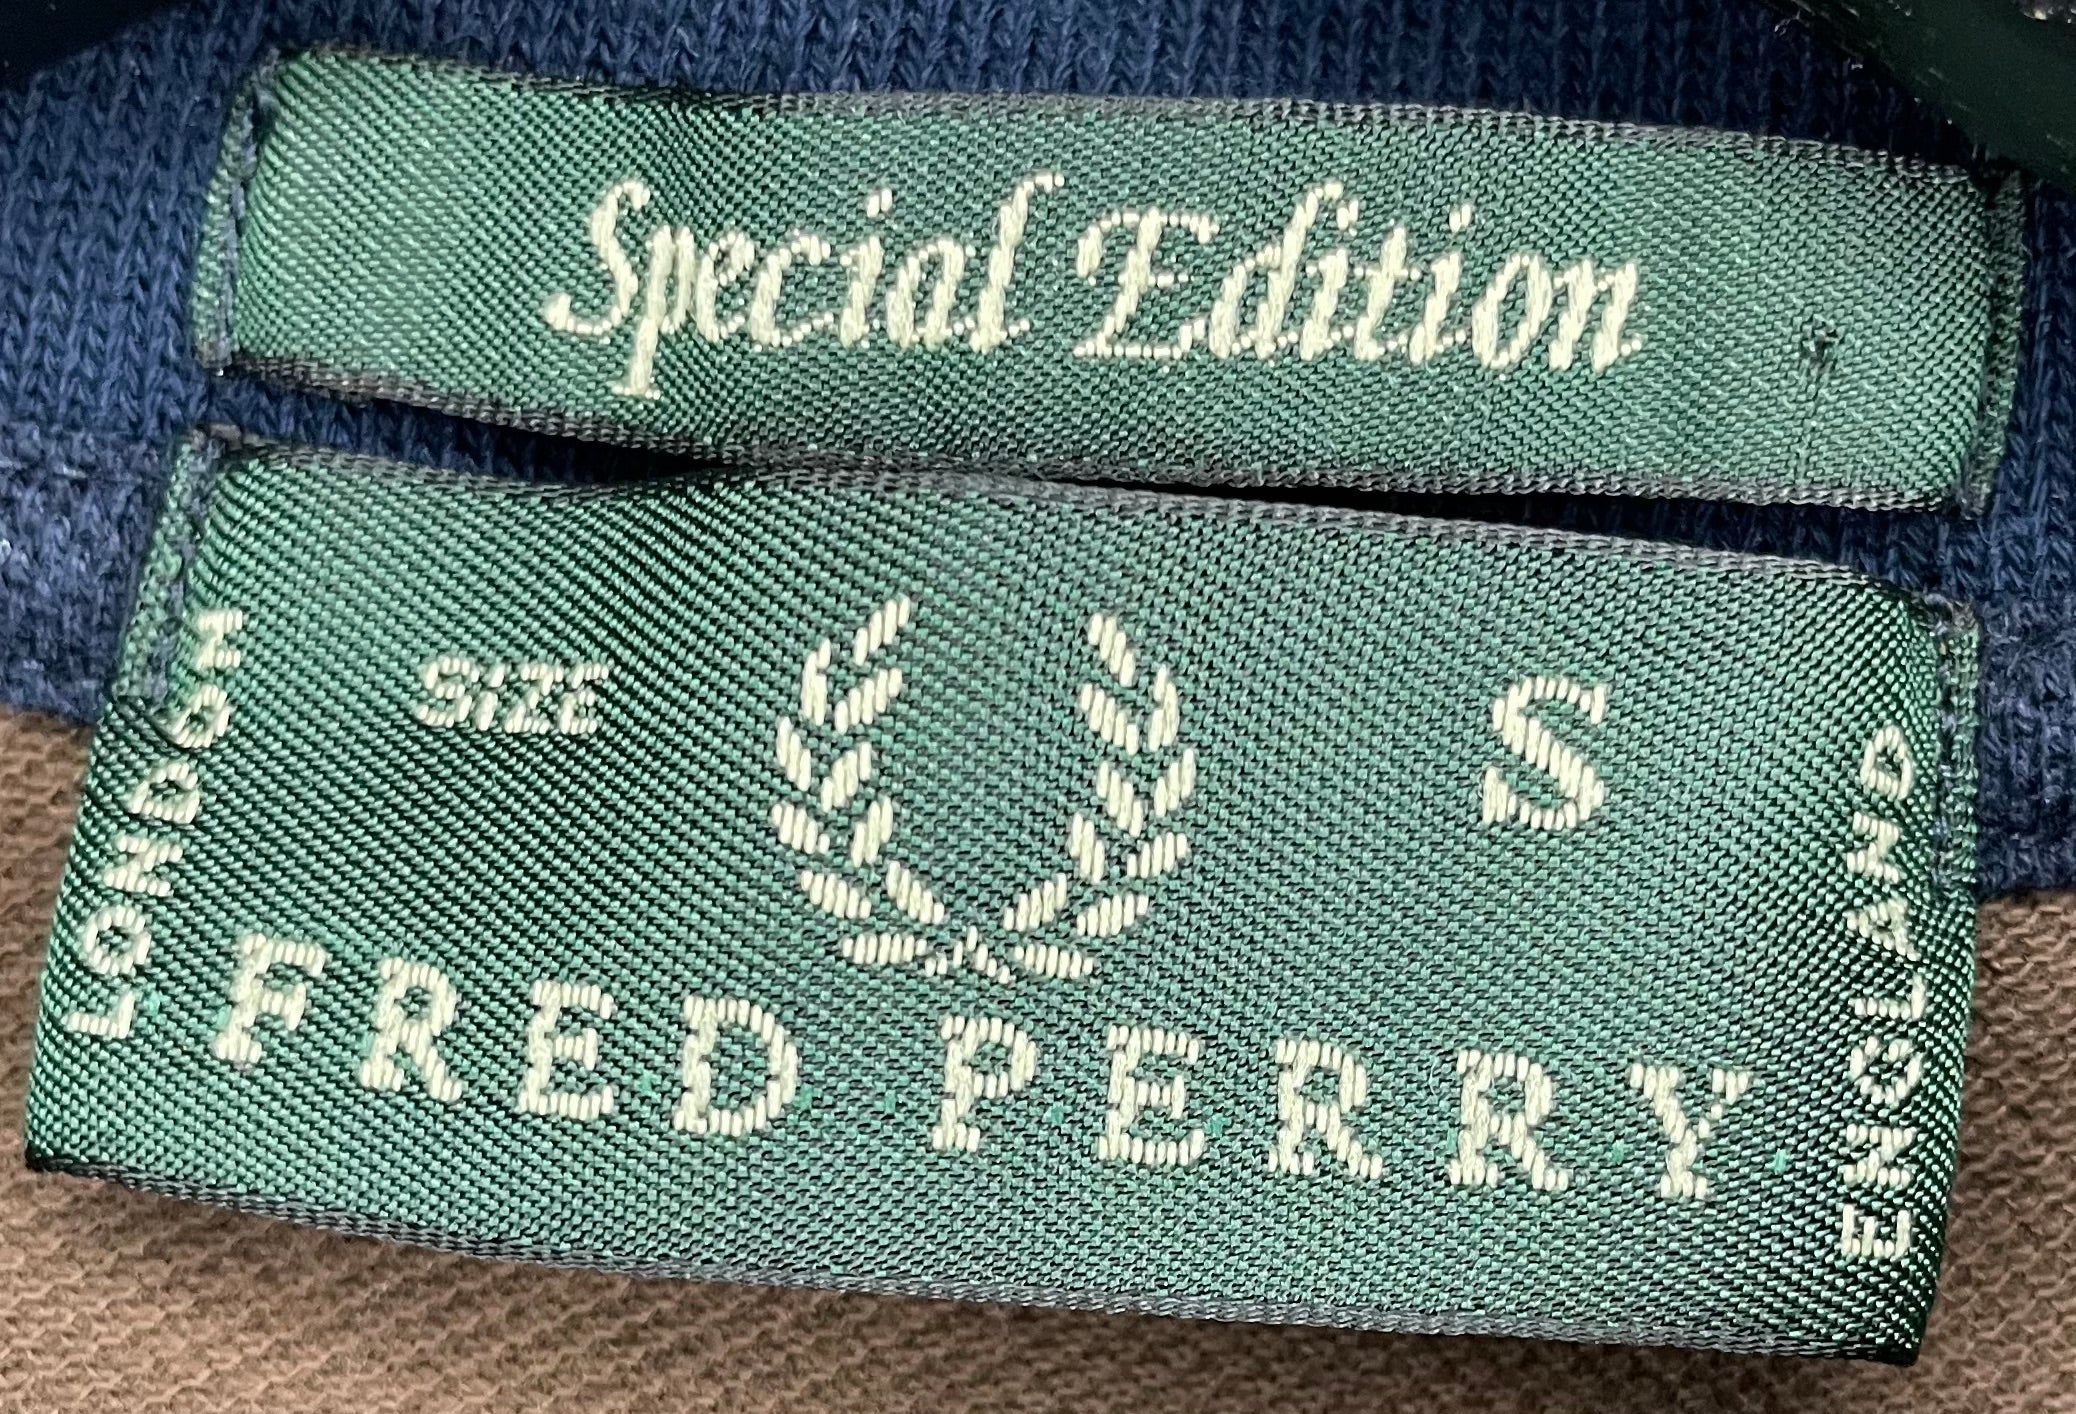 Special Edition
SIZE
S
FRED PERRY
LONDON
ENGLAND